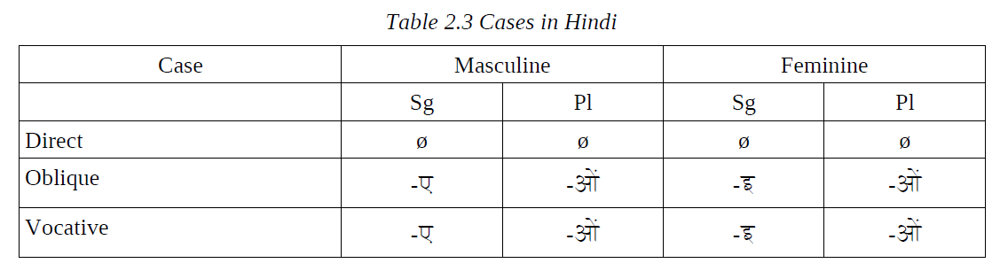 Table 2.3 Cases in Hindi
Case Masculine Feminine
Sg Pl Sg Pl
Direct ø ø ø ø
Oblique -ए -ओं -इ -ओं
Vocative -ए -ओं -इ -ओं